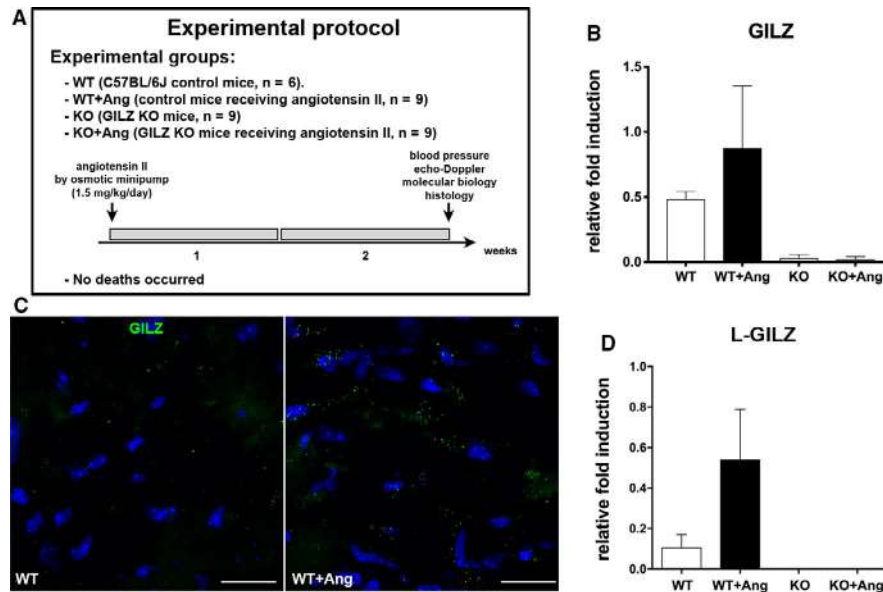 A
Experimental protocol
Experimental groups:
- WT (C57BL/6J control mice, n = 6).
- WT+Ang (control mice receiving angiotensin II, n = 9)
- KO (GILZ KO mice, n = 9)
- KO+Ang (GILZ KO mice receiving angiotensin II, n = 9)
angiotensin II
by osmotic minipump
(1.5 mg/kg/day)
blood pressure
echo-Doppler
molecular biology
histology
1
2
weeks
- No deaths occurred
B
GILZ
relative fold induction
1.5
1.0
0.5
0.0
WT
WT+Ang
KO
KO+Ang
C
GILZ
WT
WT+Ang
D
L-GILZ
relative fold induction
1.0
0.8
0.6
0.4
0.2
0.0
WT
WT+Ang
KO
KO+Ang